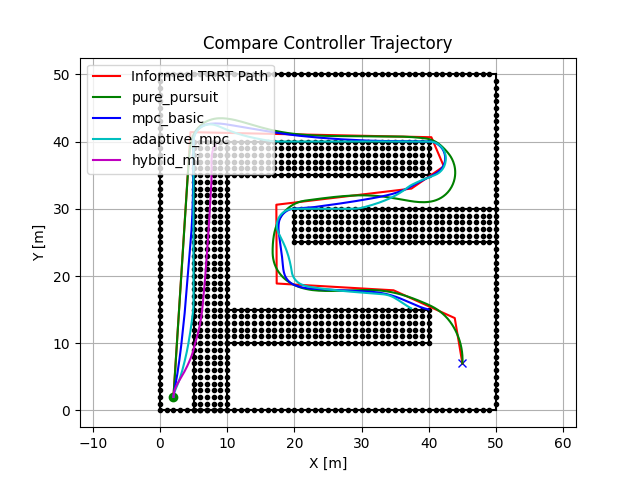 Compare Controller Trajectory
Informed TRRT Path
pure_pursuit
mpc_basic
adaptive_mpc
hybrid_mi
Y [m]
50
40
30
20
10
0
−10 0 10 20 30 40 50 60
X [m]